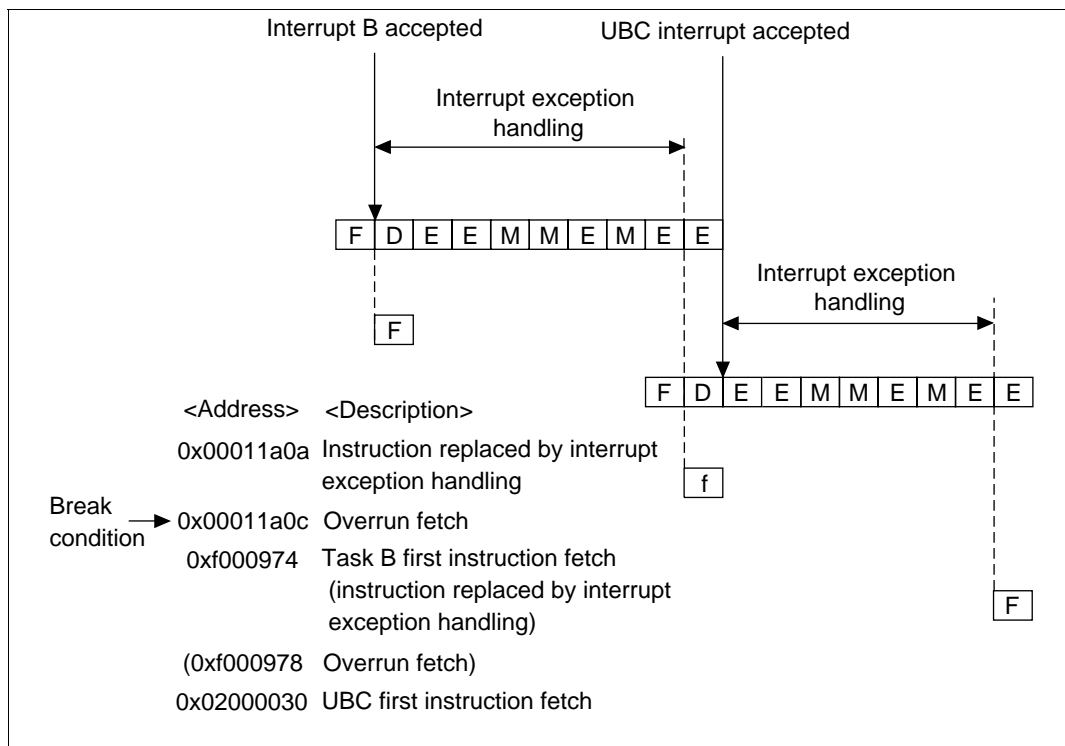 Interrupt B accepted
UBC interrupt accepted
Interrupt exception
handling
F D E E M M E M E E
Interrupt exception
handling
F
F D E E M M E M E E
<Address> <Description>
0x00011a0a Instruction replaced by interrupt
exception handling
f
Break
condition
0x00011a0c Overrun fetch
0xf000974 Task B first instruction fetch
(instruction replaced by interrupt
exception handling)
F
(0xf000978 Overrun fetch)
0x02000030 UBC first instruction fetch